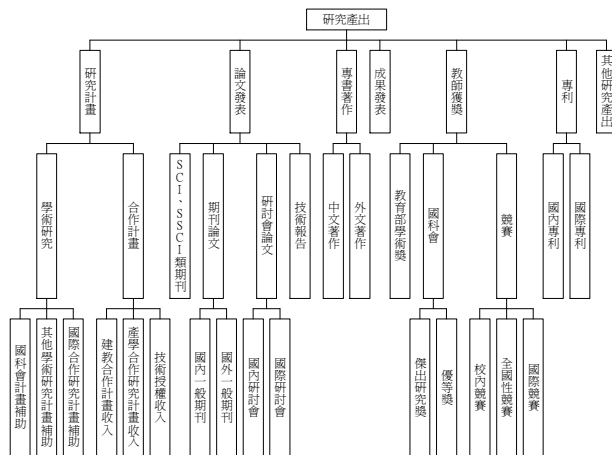 研究產出
研究計畫
論文發表
專書著作
成果發表
教師獲獎
專利
其他研究產出
學術研究
合作計畫
SCI、SSCI類期刊
期刊論文
研討會論文
技術報告
中文著作
外文著作
教育部學術獎
國科會
競賽
國內專利
國際專利
國科會計畫補助
其他學術研究計畫補助
國際合作研究計畫補助
建教合作計畫收入
產學合作研究計畫收入
技術授權收入
國內一般期刊
國外一般期刊
國內研討會
國際研討會
傑出研究獎
優等獎
校內競賽
全國性競賽
國際競賽